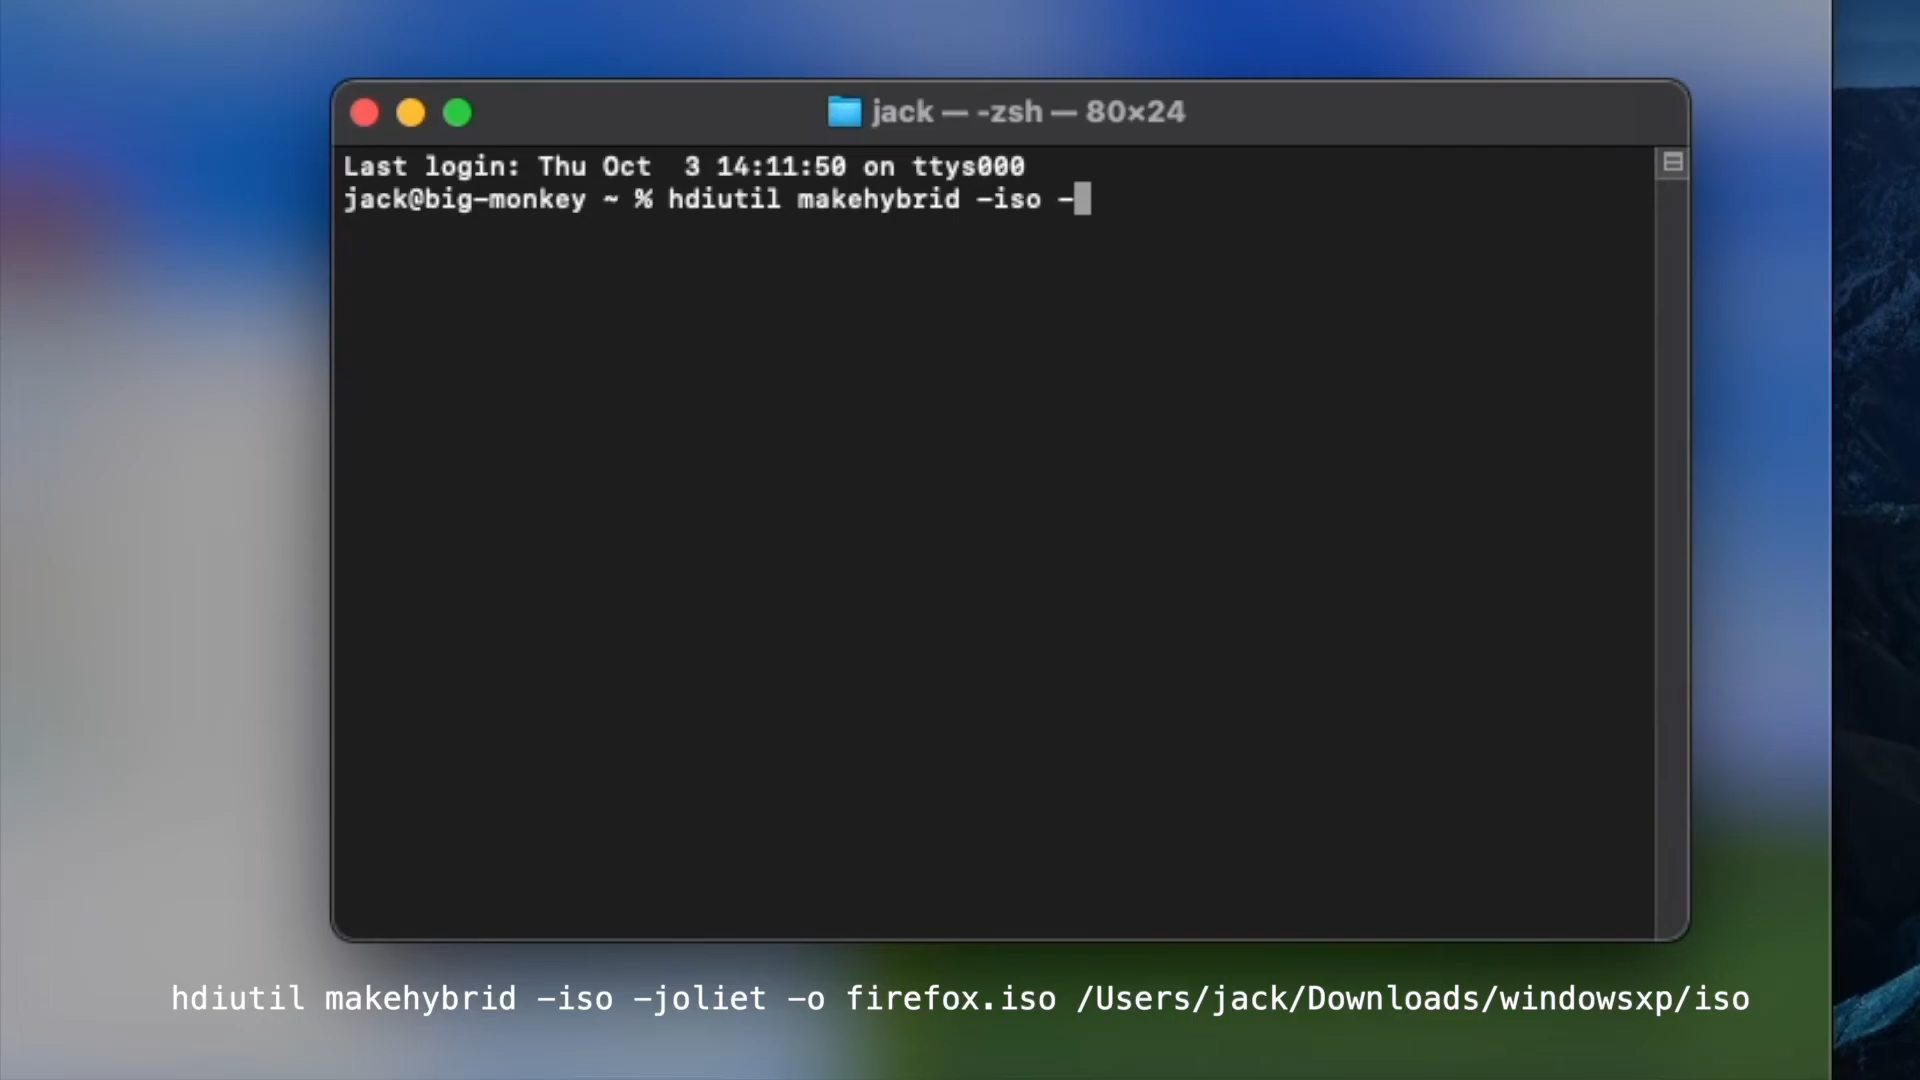 jack — -zsh — 80×24
Last login: Thu Oct  3 14:11:50 on ttys000
jack@big-monkey ~ % hdiutil makehybrid -iso -
hdiutil makehybrid -iso -joliet -o firefox.iso /Users/jack/Downloads/windowsxp/iso